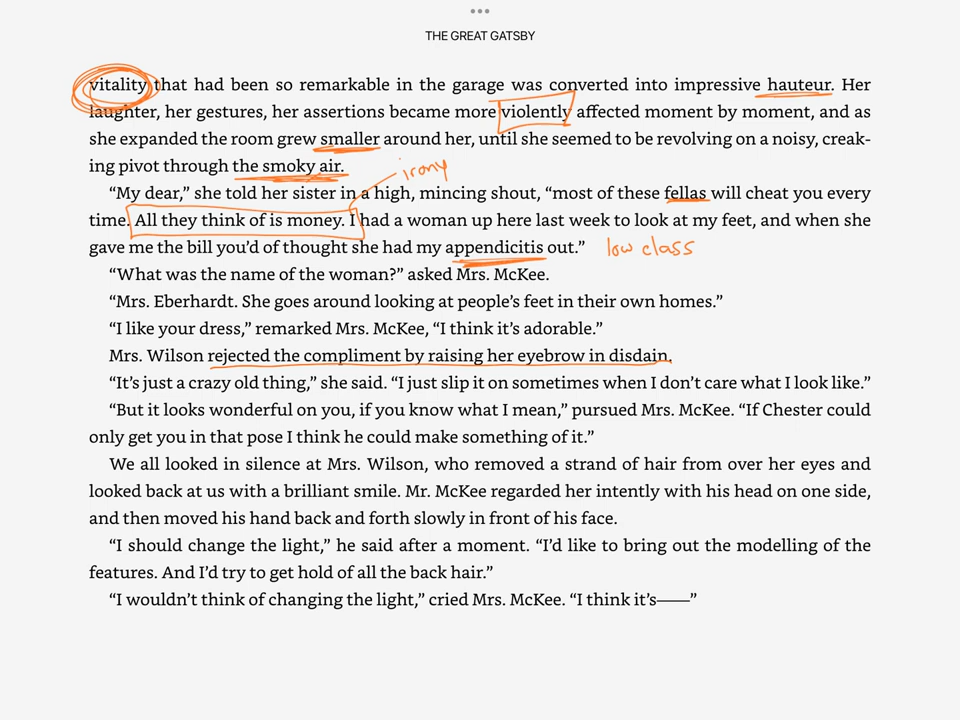 THE GREAT GATSBY
vitality that had been so remarkable in the garage was converted into impressive hauteur. Her
laughter, her gestures, her assertions became more violently affected moment by moment, and as
she expanded the room grew smaller around her, until she seemed to be revolving on a noisy, creak-
ing pivot through the smoky air.
irony
“My dear,” she told her sister in a high, mincing shout, “most of these fellas will cheat you every
time. All they think of is money. I had a woman up here last week to look at my feet, and when she
gave me the bill you’d of thought she had my appendicitis out.” low class
“What was the name of the woman?” asked Mrs. McKee.
“Mrs. Eberhardt. She goes around looking at people’s feet in their own homes.”
“I like your dress,” remarked Mrs. McKee, “I think it’s adorable.”
Mrs. Wilson rejected the compliment by raising her eyebrow in disdain.
“It’s just a crazy old thing,” she said. “I just slip it on sometimes when I don’t care what I look like.”
“But it looks wonderful on you, if you know what I mean,” pursued Mrs. McKee. “If Chester could
only get you in that pose I think he could make something of it.”
We all looked in silence at Mrs. Wilson, who removed a strand of hair from over her eyes and
looked back at us with a brilliant smile. Mr. McKee regarded her intently with his head on one side,
and then moved his hand back and forth slowly in front of his face.
“I should change the light,” he said after a moment. “I’d like to bring out the modelling of the
features. And I’d try to get hold of all the back hair.”
“I wouldn’t think of changing the light,” cried Mrs. McKee. “I think it’s——”